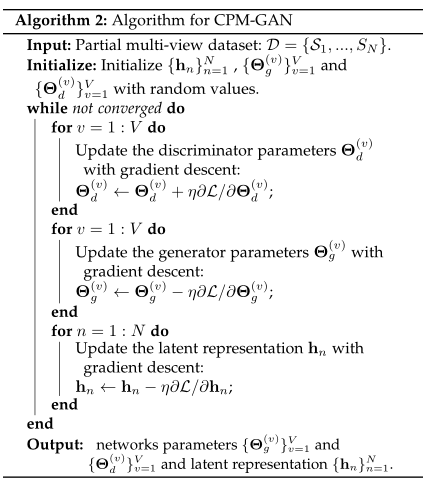 Algorithm 2: Algorithm for CPM-GAN
Input: Partial multi-view dataset: $\mathcal{D} = \{\mathcal{S}_1, ..., S_N\}$.
Initialize: Initialize $\{\mathbf{h}_n\}_{n=1}^{N}$ , $\{\mathbf{\Theta}_g^{(v)}\}_{v=1}^{V}$ and
$\{\mathbf{\Theta}_d^{(v)}\}_{v=1}^{V}$ with random values.
while not converged do
for $v = 1 : V$ do
Update the discriminator parameters $\mathbf{\Theta}_d^{(v)}$
with gradient descent:
$\mathbf{\Theta}_d^{(v)} \leftarrow \mathbf{\Theta}_d^{(v)} + \eta \partial \mathcal{L} / \partial \mathbf{\Theta}_d^{(v)}$;
end
for $v = 1 : V$ do
Update the generator parameters $\mathbf{\Theta}_g^{(v)}$ with
gradient descent:
$\mathbf{\Theta}_g^{(v)} \leftarrow \mathbf{\Theta}_g^{(v)} - \eta \partial \mathcal{L} / \partial \mathbf{\Theta}_g^{(v)}$;
end
for $n = 1 : N$ do
Update the latent representation $\mathbf{h}_n$ with
gradient descent:
$\mathbf{h}_n \leftarrow \mathbf{h}_n - \eta \partial \mathcal{L} / \partial \mathbf{h}_n$;
end
end
Output: networks parameters $\{\mathbf{\Theta}_g^{(v)}\}_{v=1}^{V}$ and
$\{\mathbf{\Theta}_d^{(v)}\}_{v=1}^{V}$ and latent representation $\{\mathbf{h}_n\}_{n=1}^{N}$.